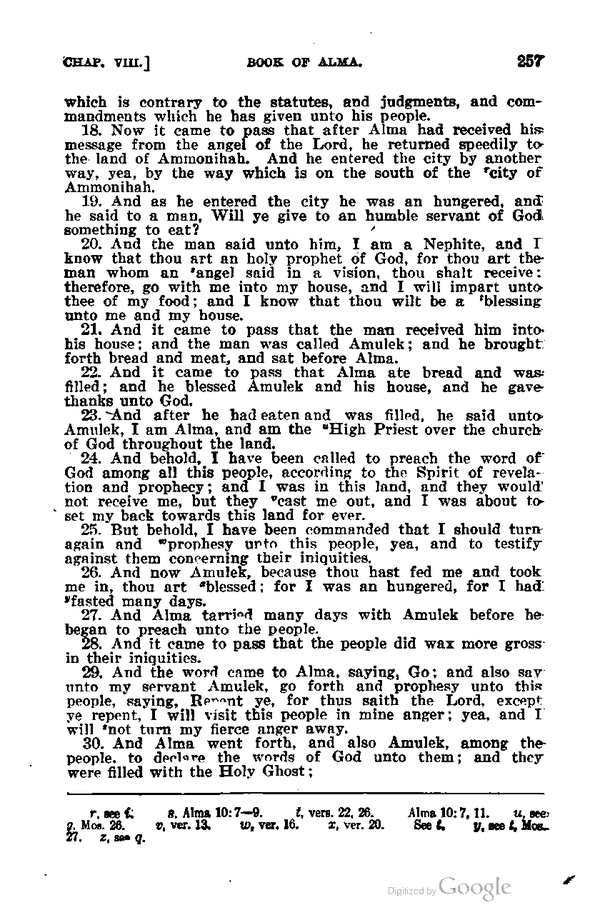 CHAP. VIII.] BOOK OF ALMA. 257
which is contrary to the statutes, and judgments, and com-
mandments which he has given unto his people.
18. Now it came to pass that after Alma had received his
message from the angel of the Lord, he returned speedily to
the land of Ammonihah. And he entered the city by another
way, yea, by the way which is on the south of the ʳcity of
Ammonihah.
19. And as he entered the city he was an hungered, and
he said to a man, Will ye give to an humble servant of God
something to eat?
20. And the man said unto him, I am a Nephite, and I
know that thou art an holy prophet of God, for thou art the
man whom an ˢangel said in a vision, thou shalt receive:
therefore, go with me into my house, and I will impart unto
thee of my food; and I know that thou wilt be a ᵗblessing
unto me and my house.
21. And it came to pass that the man received him into
his house; and the man was called Amulek; and he brought
forth bread and meat, and sat before Alma.
22. And it came to pass that Alma ate bread and was
filled; and he blessed Amulek and his house, and he gave
thanks unto God.
23. And after he had eaten and was filled, he said unto
Amulek, I am Alma, and am the ᵘHigh Priest over the church
of God throughout the land.
24. And behold, I have been called to preach the word of
God among all this people, according to the Spirit of revela-
tion and prophecy; and I was in this land, and they would
not receive me, but they ᵛcast me out, and I was about to
set my back towards this land for ever.
25. But behold, I have been commanded that I should turn
again and ʷprophesy unto this people, yea, and to testify
against them concerning their iniquities.
26. And now Amulek, because thou hast fed me and took
me in, thou art ˣblessed; for I was an hungered, for I had
ʸfasted many days.
27. And Alma tarried many days with Amulek before he
began to preach unto the people.
28. And it came to pass that the people did wax more gross
in their iniquities.
29. And the word came to Alma, saying, Go; and also say
unto my servant Amulek, go forth and prophesy unto this
people, saying, Repent ye, for thus saith the Lord, except
ye repent, I will visit this people in mine anger; yea, and I
will ᶻnot turn my fierce anger away.
30. And Alma went forth, and also Amulek, among the
people, to declare the words of God unto them; and they
were filled with the Holy Ghost;
r, see f. s. Alma 10: 7—9. t, vers. 22, 26. Alma 10: 7, 11. u, see
g, Mos. 26. v, ver. 13. w, ver. 16. x, ver. 20. See t. y, see t, Mos.
27. z, see q.
Digitized by Google